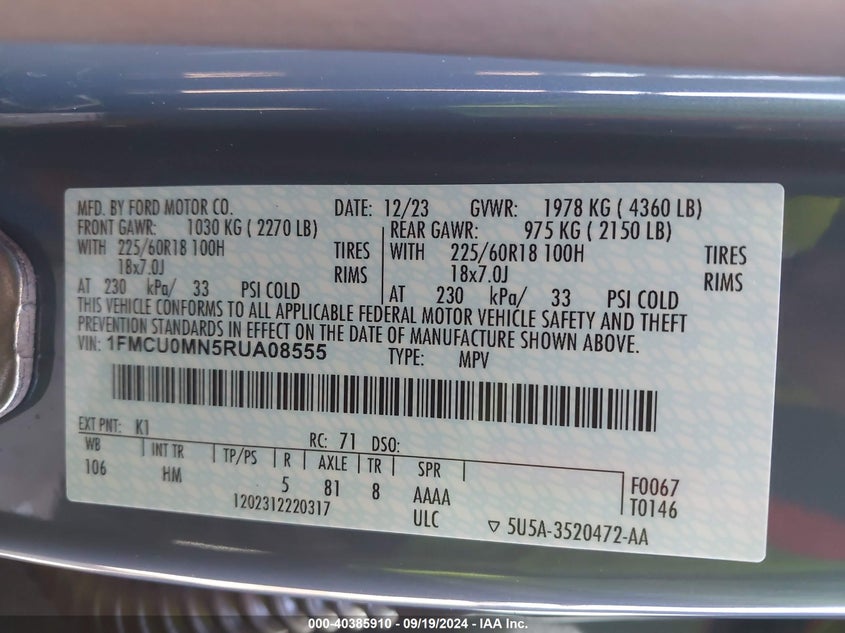 MFD. BY FORD MOTOR CO. DATE: 12/23 GVWR: 1978 KG ( 4360 LB)
FRONT GAWR: 1030 KG ( 2270 LB) REAR GAWR: 975 KG ( 2150 LB)
WITH 225/60R18 100H TIRES WITH 225/60R18 100H TIRES
18x7.0J RIMS 18x7.0J RIMS
AT 230 kPa/ 33 PSI COLD AT 230 kPa/ 33 PSI COLD
THIS VEHICLE CONFORMS TO ALL APPLICABLE FEDERAL MOTOR VEHICLE SAFETY AND THEFT
PREVENTION STANDARDS IN EFFECT ON THE DATE OF MANUFACTURE SHOWN ABOVE.
VIN: 1FMCU0MN5RUA08555 TYPE: MPV
EXT PNT: K1 RC: 71 DSO:
WB INT TR TP/PS R AXLE TR SPR
106 HM 5 81 8 AAAA F0067
1202312220317 ULC T0146
▽ 5U5A-3520472-AA
000-40385910 - 09/19/2024 - IAA Inc.